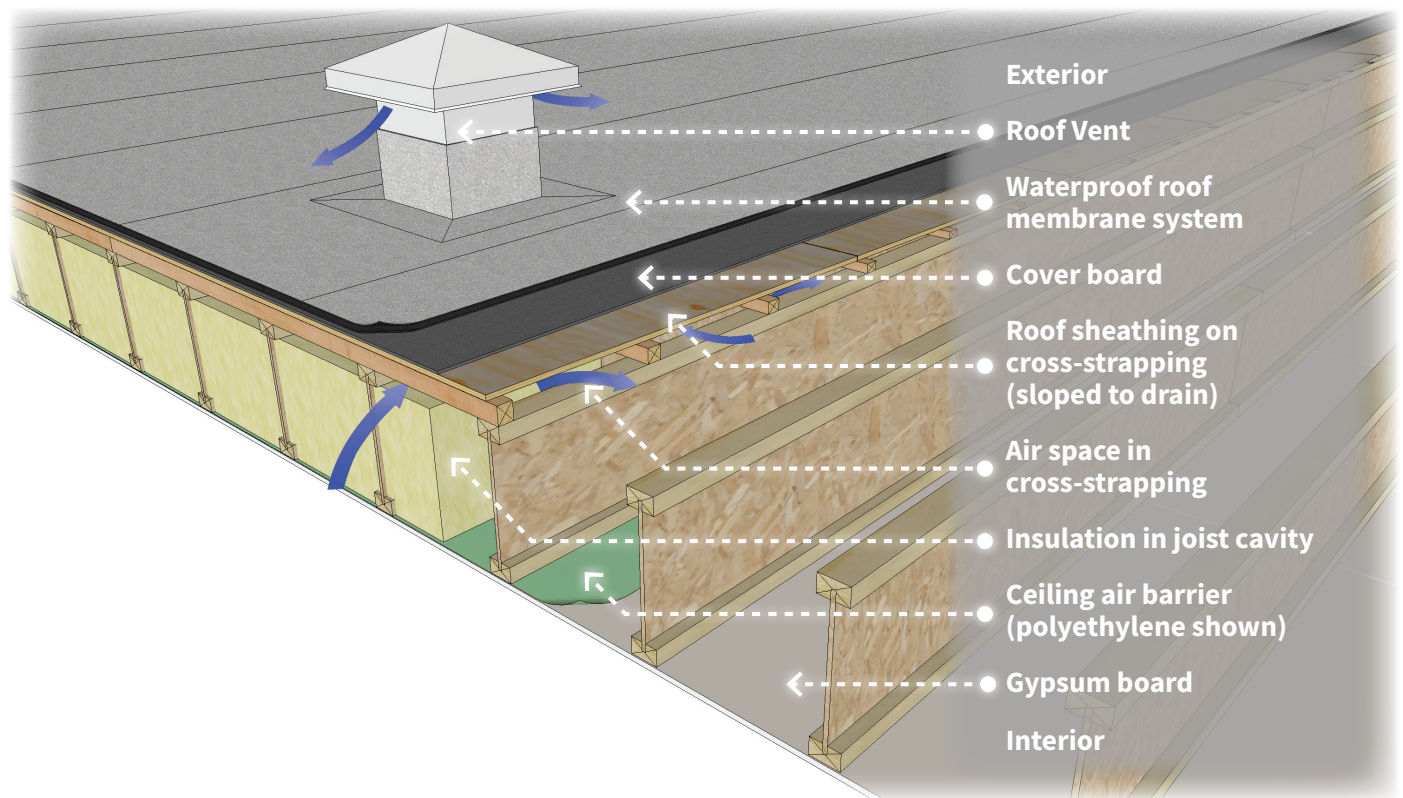 Exterior
Roof Vent
Waterproof roof
membrane system
Cover board
Roof sheathing on
cross-strapping
(sloped to drain)
Air space in
cross-strapping
Insulation in joist cavity
Ceiling air barrier
(polyethylene shown)
Gypsum board
Interior